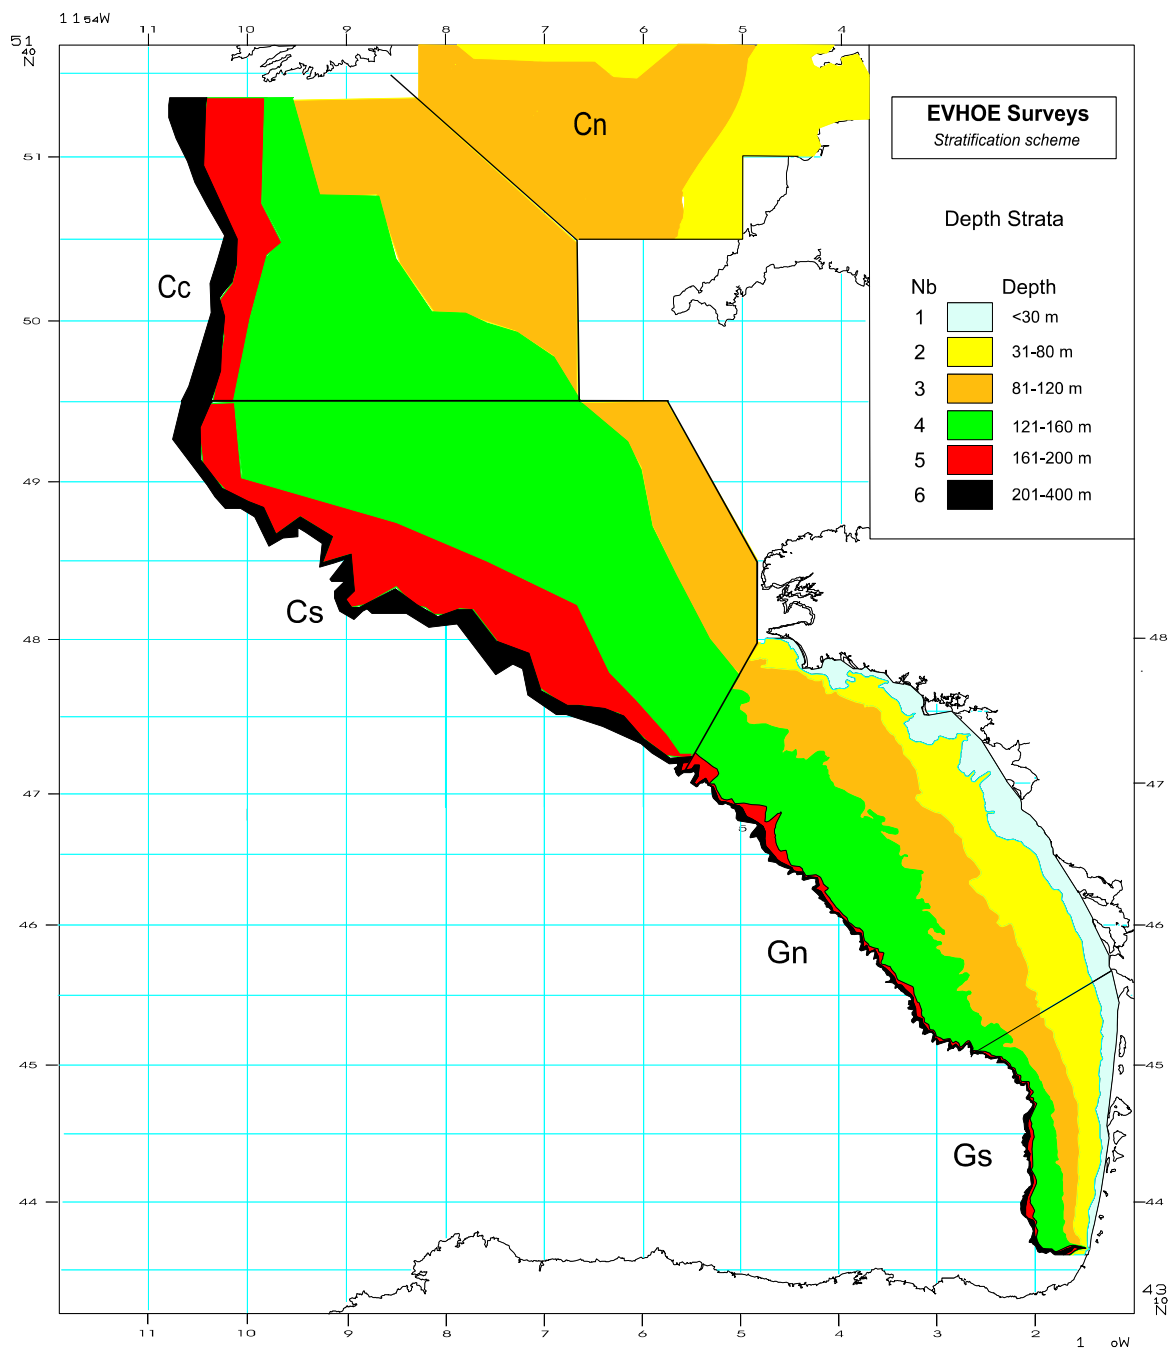 11 54W
11 10 9 8 7 6 5 4
51
40
N
EVHOE Surveys
Stratification scheme
Cn
51
Depth Strata
Cc
Nb Depth
1 <30 m
50
2 31-80 m
3 81-120 m
4 121-160 m
5 161-200 m
49
6 201-400 m
Cs
48 48
47 47
5
46 46
Gn
45 45
Gs
44 44
43
10
N
11 10 9 8 7 6 5 4 3 2
1 oW